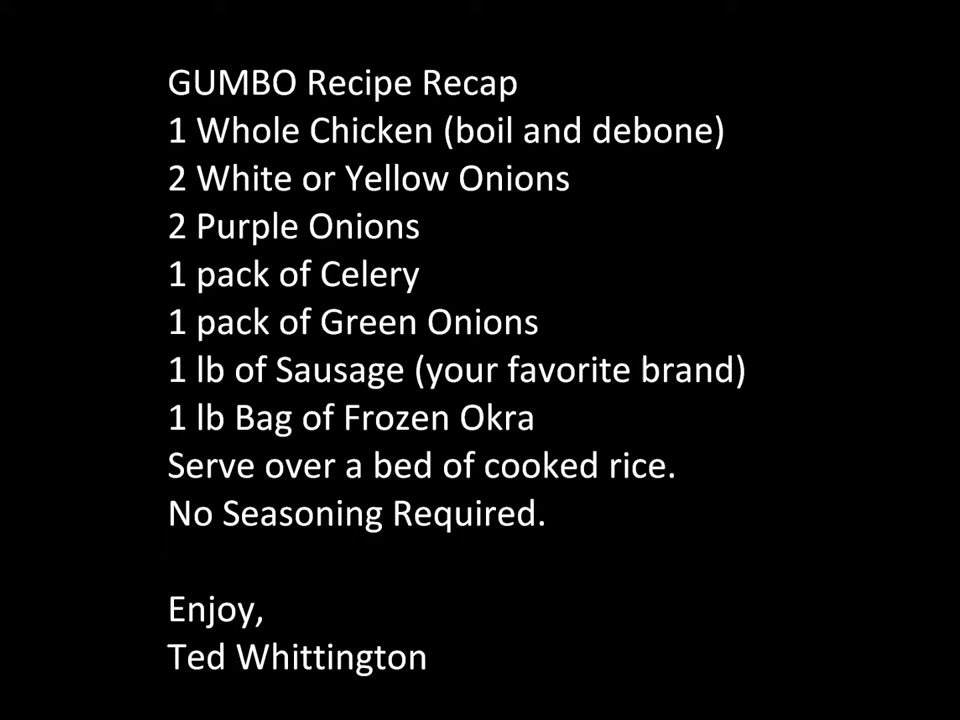 GUMBO Recipe Recap
1 Whole Chicken (boil and debone)
2 White or Yellow Onions
2 Purple Onions
1 pack of Celery
1 pack of Green Onions
1 lb of Sausage (your favorite brand)
1 lb Bag of Frozen Okra
Serve over a bed of cooked rice.
No Seasoning Required.
Enjoy,
Ted Whittington